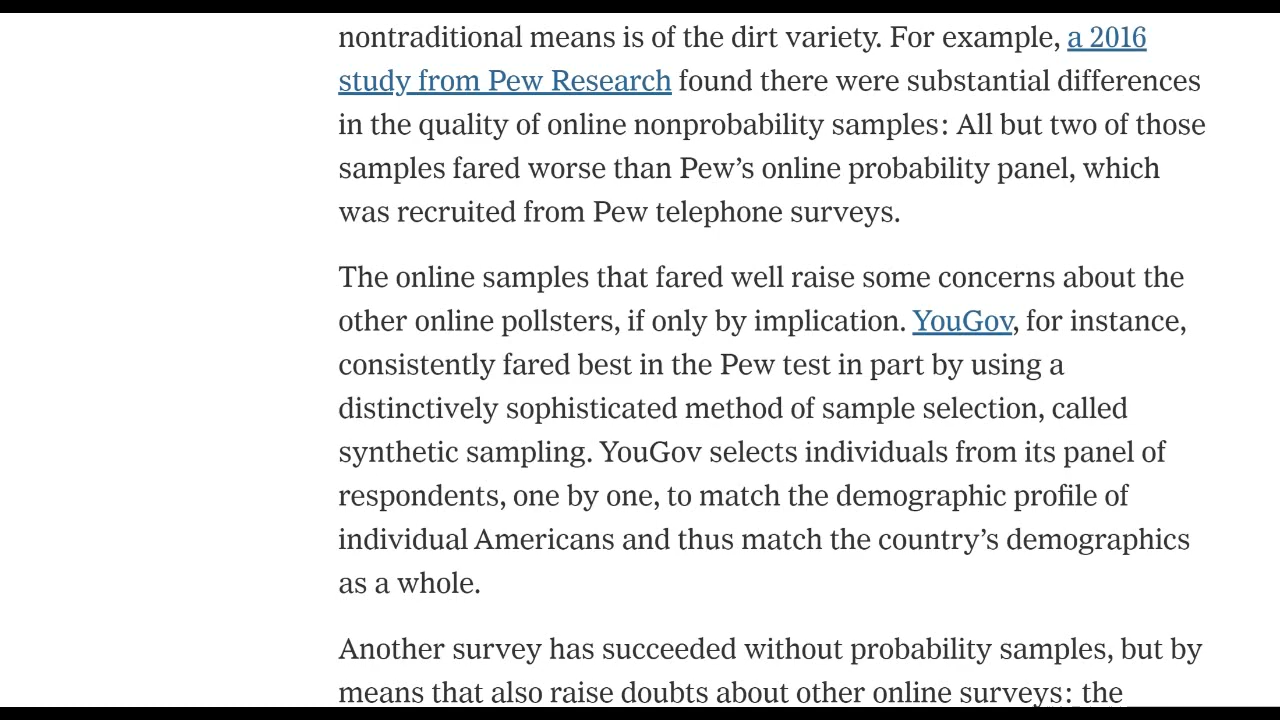 nontraditional means is of the dirt variety. For example, a 2016
study from Pew Research found there were substantial differences
in the quality of online nonprobability samples: All but two of those
samples fared worse than Pew’s online probability panel, which
was recruited from Pew telephone surveys.
The online samples that fared well raise some concerns about the
other online pollsters, if only by implication. YouGov, for instance,
consistently fared best in the Pew test in part by using a
distinctively sophisticated method of sample selection, called
synthetic sampling. YouGov selects individuals from its panel of
respondents, one by one, to match the demographic profile of
individual Americans and thus match the country’s demographics
as a whole.
Another survey has succeeded without probability samples, but by
means that also raise doubts about other online surveys: the